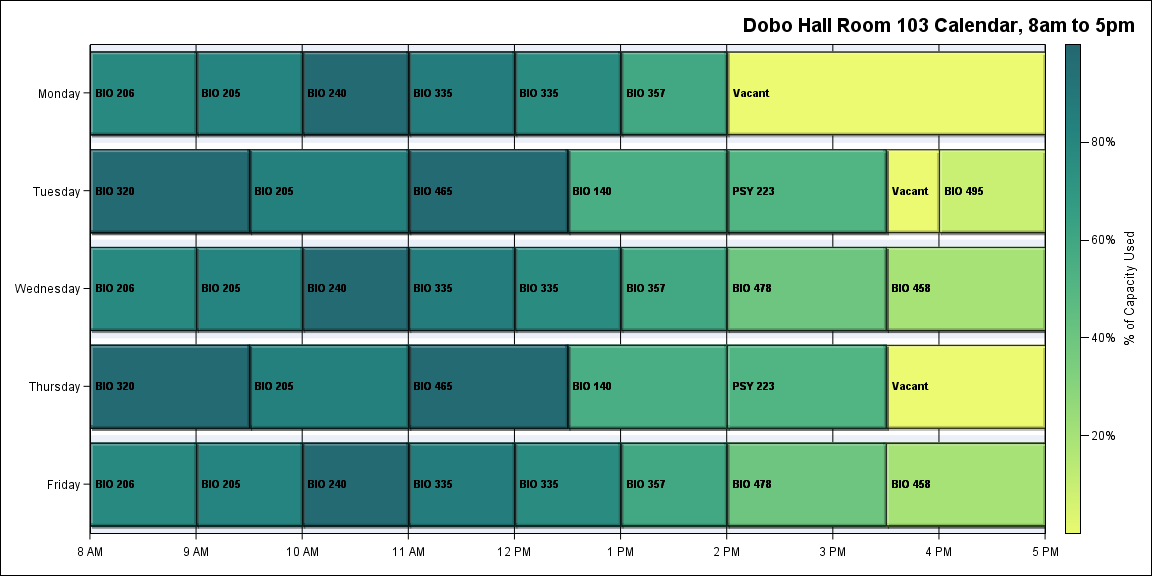 Dobo Hall Room 103 Calendar, 8am to 5pm
Monday
BIO 206 BIO 205 BIO 240 BIO 335 BIO 335 BIO 357 Vacant
Tuesday
BIO 320 BIO 205 BIO 465 BIO 140 PSY 223 Vacant BIO 495
Wednesday
BIO 206 BIO 205 BIO 240 BIO 335 BIO 335 BIO 357 BIO 478 BIO 458
Thursday
BIO 320 BIO 205 BIO 465 BIO 140 PSY 223 Vacant
Friday
BIO 206 BIO 205 BIO 240 BIO 335 BIO 335 BIO 357 BIO 478 BIO 458
8 AM 9 AM 10 AM 11 AM 12 PM 1 PM 2 PM 3 PM 4 PM 5 PM
80%
60%
40%
20%
% of Capacity Used